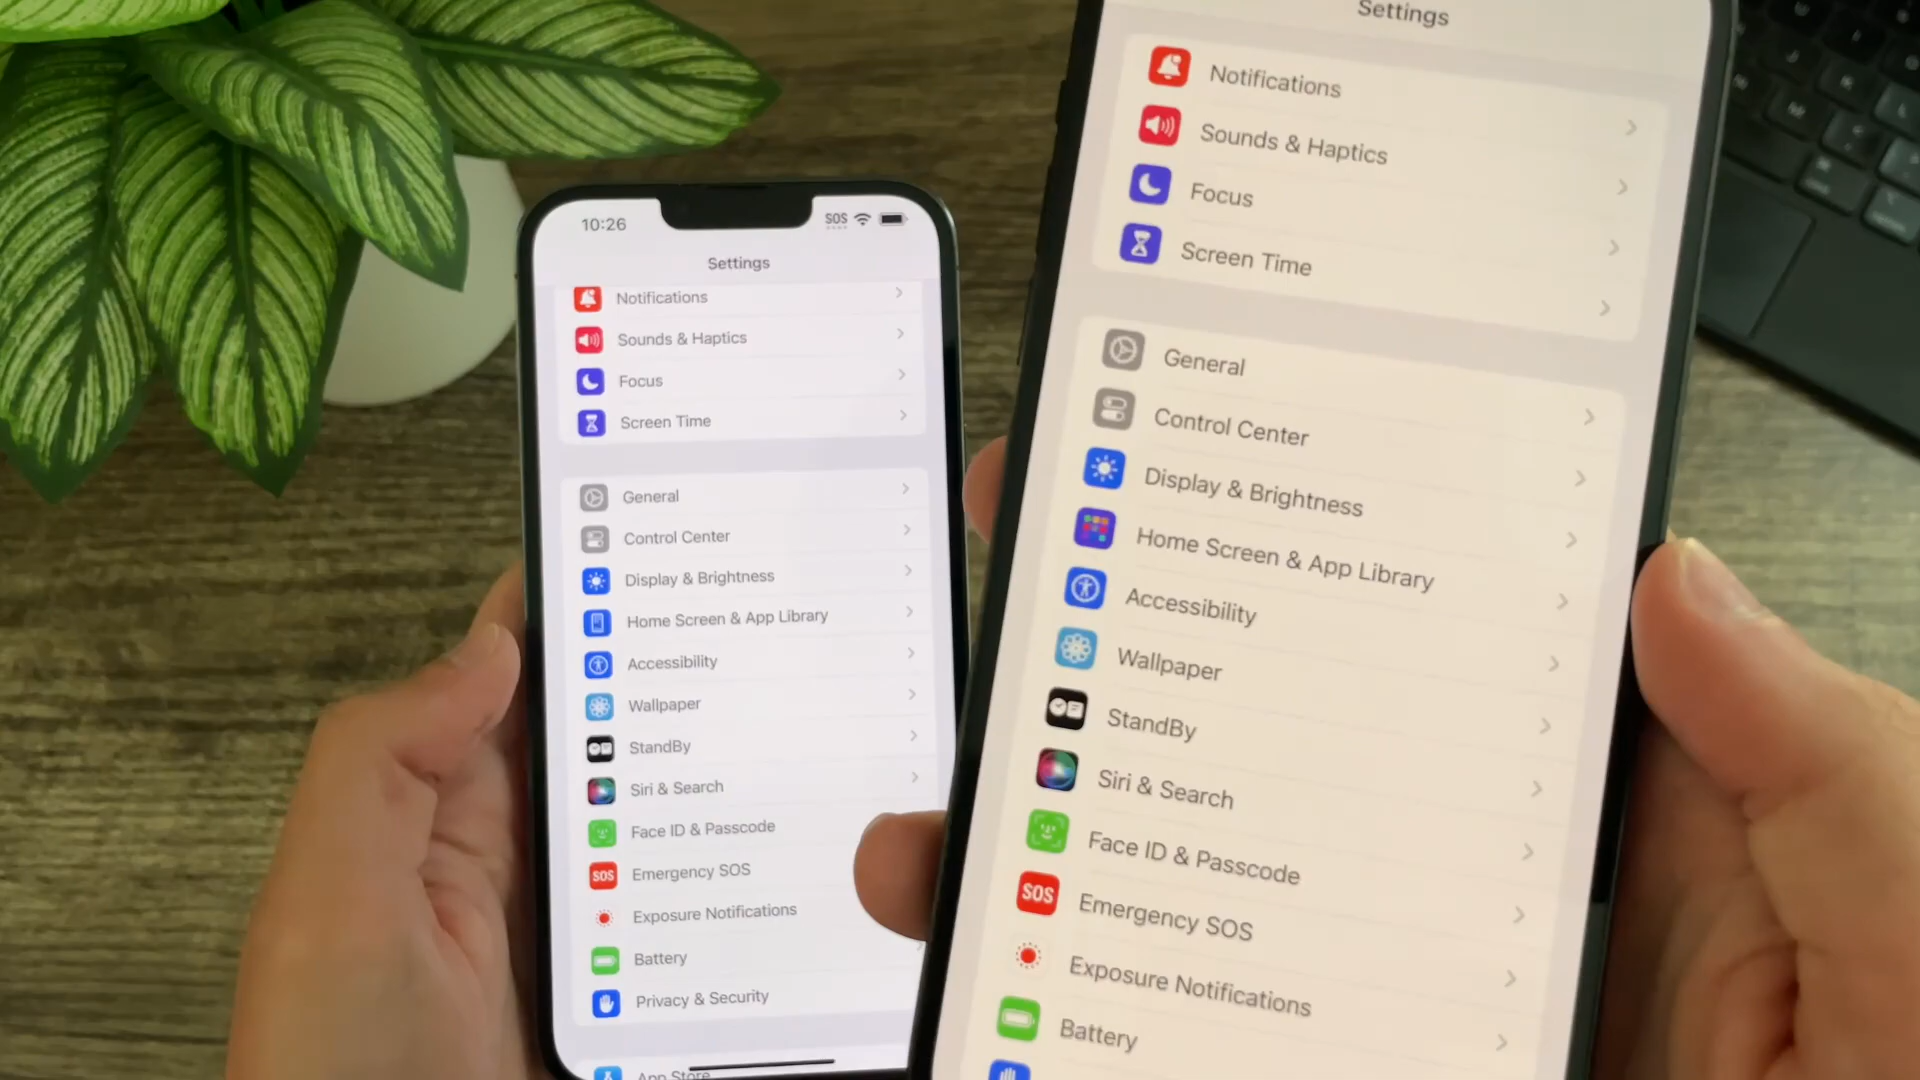 10:26
SOS
Settings
Notifications
Sounds & Haptics
Focus
Screen Time
General
Control Center
Display & Brightness
Home Screen & App Library
Accessibility
Wallpaper
StandBy
Siri & Search
Face ID & Passcode
SOS Emergency SOS
Exposure Notifications
Battery
Privacy & Security
App Store
Settings
Notifications
Sounds & Haptics
Focus
Screen Time
General
Control Center
Display & Brightness
Home Screen & App Library
Accessibility
Wallpaper
StandBy
Siri & Search
Face ID & Passcode
SOS Emergency SOS
Exposure Notifications
Battery